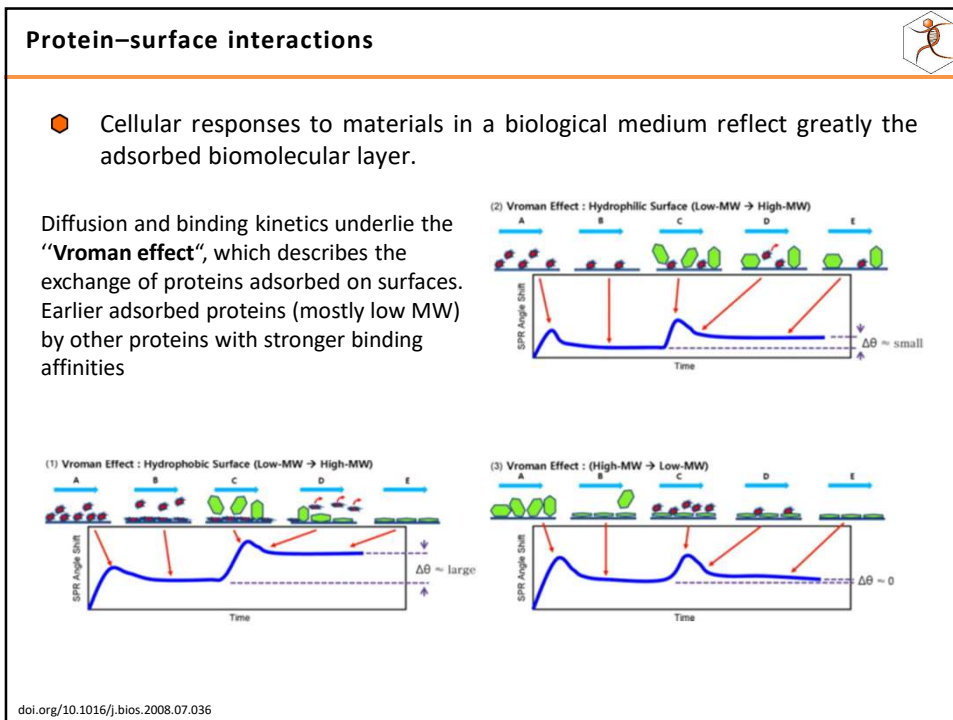 Protein–surface interactions
Cellular responses to materials in a biological medium reflect greatly the
adsorbed biomolecular layer.
Diffusion and binding kinetics underlie the
‘‘Vroman effect“, which describes the
exchange of proteins adsorbed on surfaces.
Earlier adsorbed proteins (mostly low MW)
by other proteins with stronger binding
affinities
(2) Vroman Effect : Hydrophilic Surface (Low-MW → High-MW)
A B C D E
SPR Angle Shift
Δθ ~ small
Time
(1) Vroman Effect : Hydrophobic Surface (Low-MW → High-MW)
A B C D E
SPR Angle Shift
Δθ ~ large
Time
(3) Vroman Effect : (High-MW → Low-MW)
A B C D E
SPR Angle Shift
Δθ ~ 0
Time
doi.org/10.1016/j.bios.2008.07.036